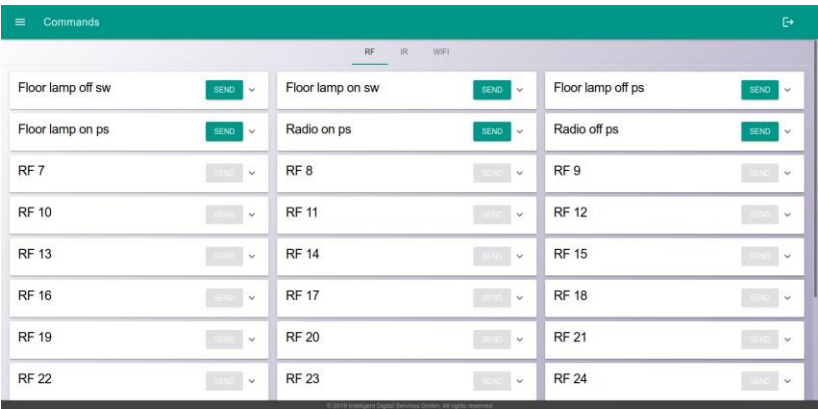 Commands
RF IR WIFI
Floor lamp off sw SEND Floor lamp on sw SEND Floor lamp off ps SEND
Floor lamp on ps SEND Radio on ps SEND Radio off ps SEND
RF 7 SEND RF 8 SEND RF 9 SEND
RF 10 SEND RF 11 SEND RF 12 SEND
RF 13 SEND RF 14 SEND RF 15 SEND
RF 16 SEND RF 17 SEND RF 18 SEND
RF 19 SEND RF 20 SEND RF 21 SEND
RF 22 SEND RF 23 SEND RF 24 SEND
© 2018 Intelligent Digital Services GmbH. All rights reserved.